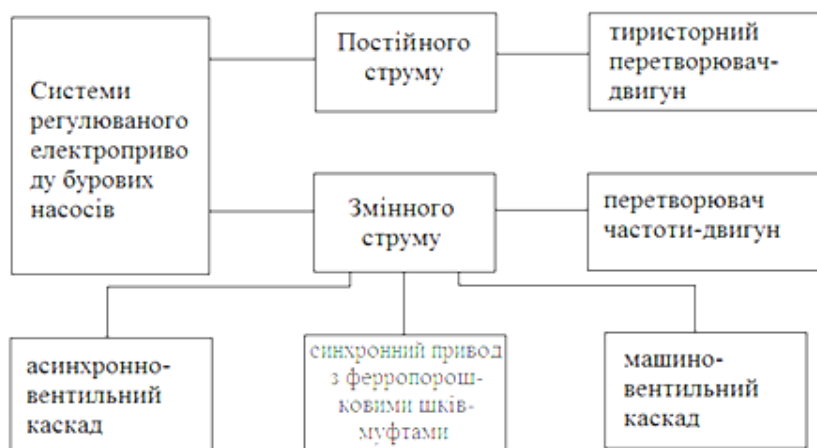 Системи
регулюваного
електроприво
ду бурових
насосів
Постійного
струму
тиристорний
перетворювач-
двигун
Змінного
струму
перетворювач
частоти-двигун
асинхронно-
вентильний
каскад
синхронний привод
з ферропорош-
ковими шків-
муфтами
машино-
вентильний
каскад